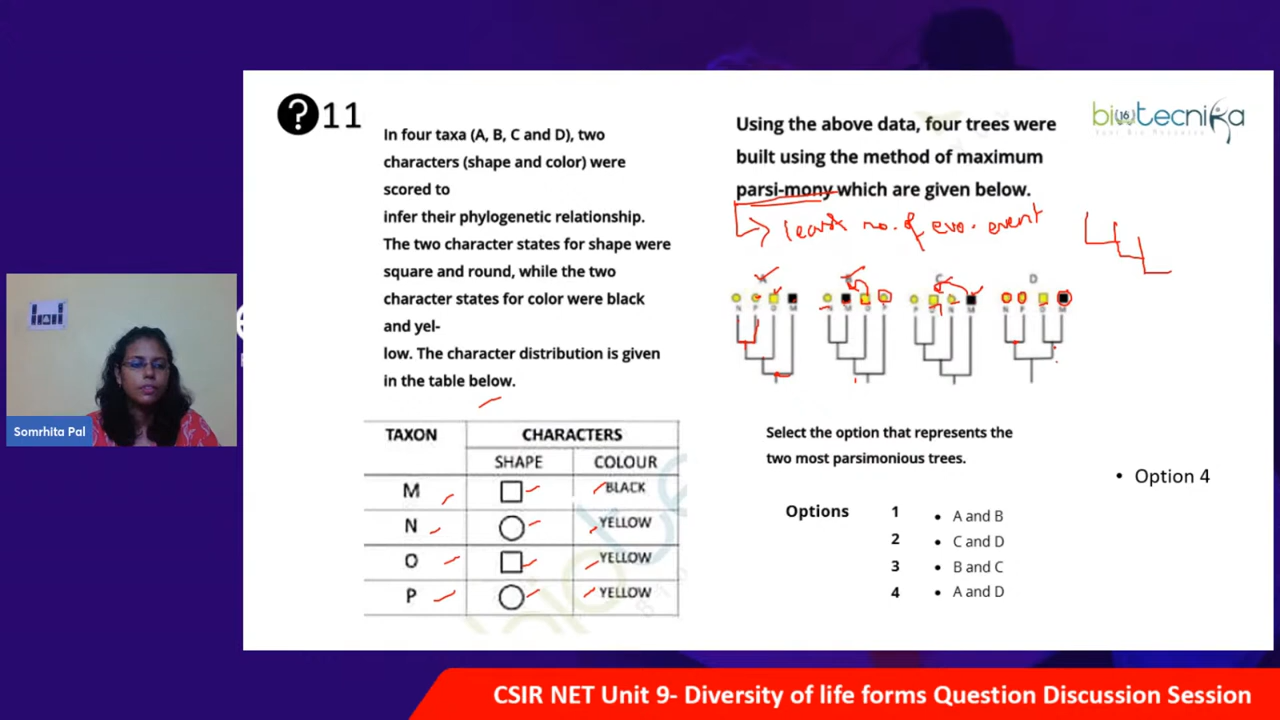 11
In four taxa (A, B, C and D), two
characters (shape and color) were
scored to
infer their phylogenetic relationship.
The two character states for shape were
square and round, while the two
character states for color were black
and yel-
low. The character distribution is given
in the table below.
TAXON CHARACTERS
SHAPE COLOUR
M BLACK
N YELLOW
O YELLOW
P YELLOW
Using the above data, four trees were
built using the method of maximum
parsi-mony which are given below.
least no. of evo. event
A B C D
N P O M N M O P P O N M N P O M
Select the option that represents the
two most parsimonious trees.
Options 1 • A and B
2 • C and D
3 • B and C
4 • A and D
• Option 4
biotecnika
Somrhita Pal
CSIR NET Unit 9- Diversity of life forms Question Discussion Session